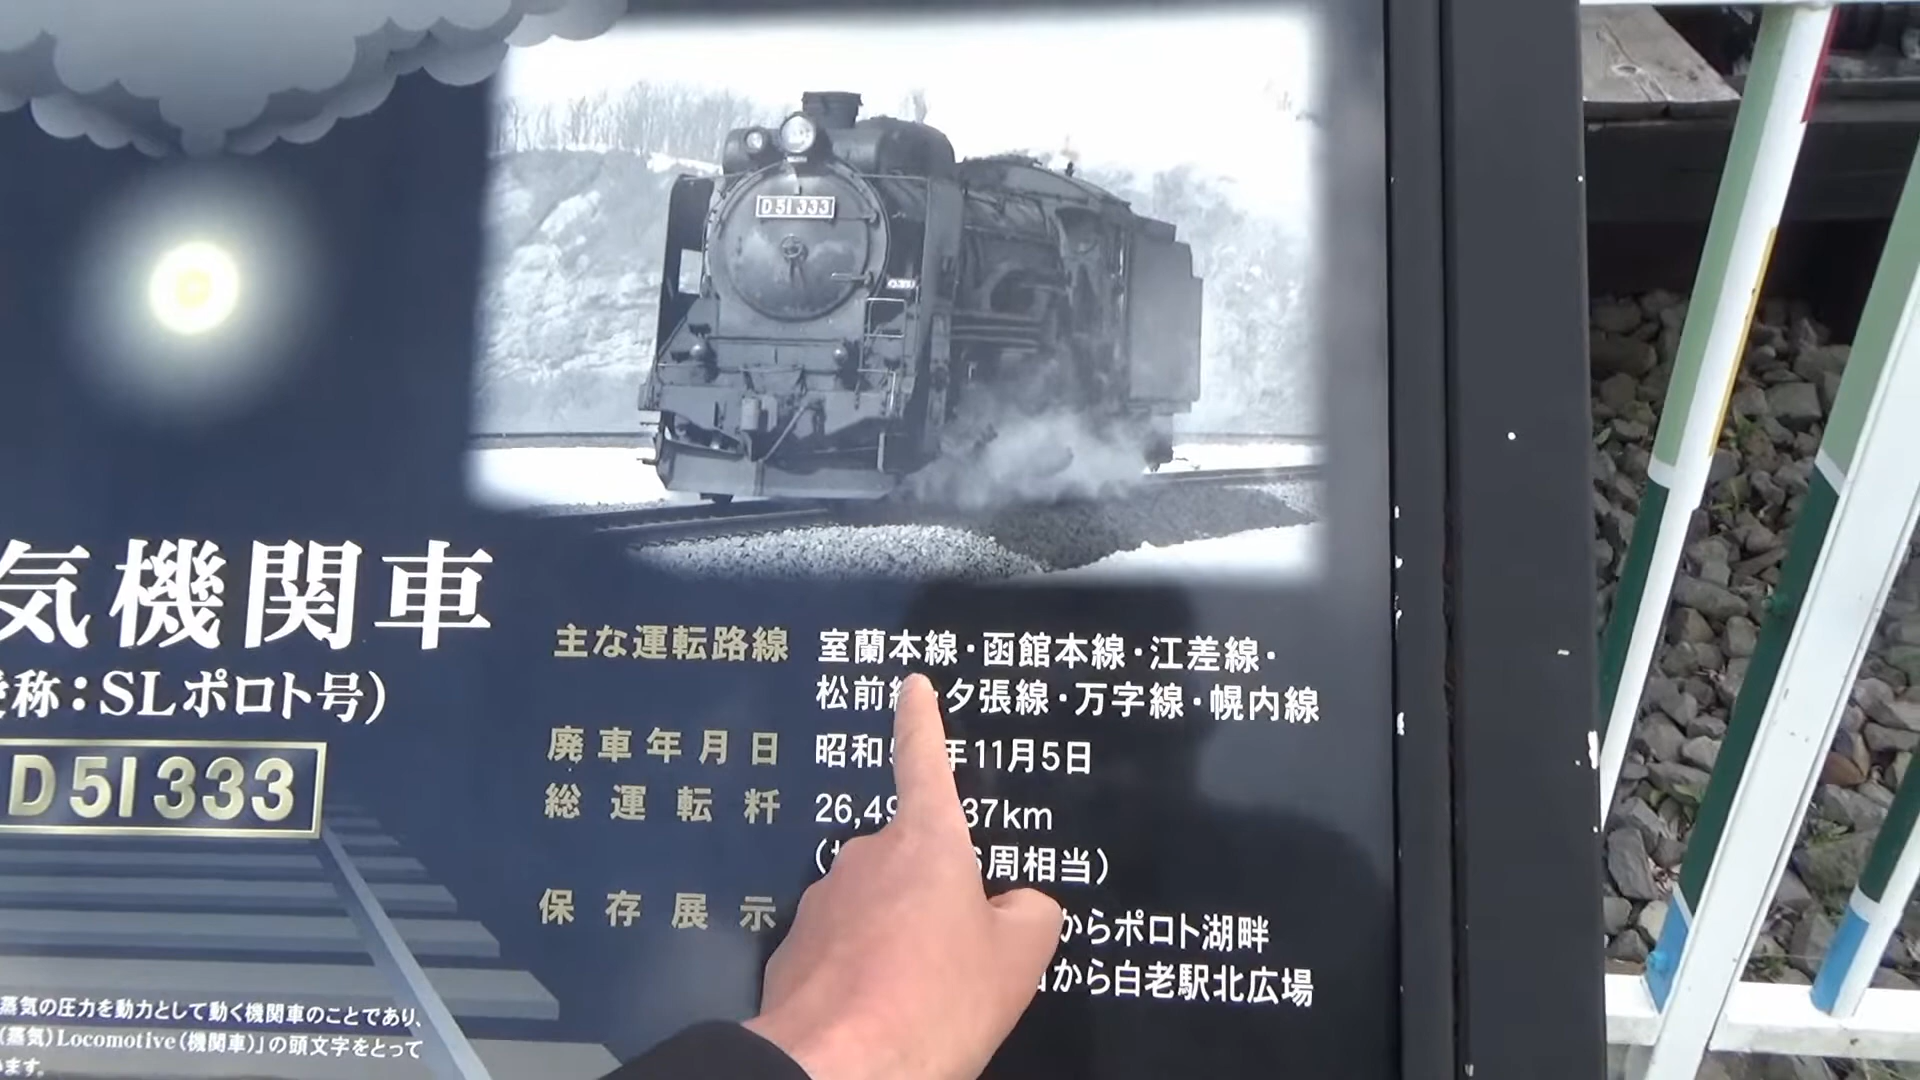 D51 333
気機関車
称：SLポロト号）
D51 333
主な運転路線 室蘭本線・函館本線・江差線・
松前 ・夕張線・万字線・幌内線
廃車年月日 昭和 年11月5日
総運転粁 26,49 37km
周相当）
保存展示 からポロト湖畔
から白老駅北広場
蒸気の圧力を動力として動く機関車のことであり、
（蒸気）Locomotive（機関車）」の頭文字をとって
ます。